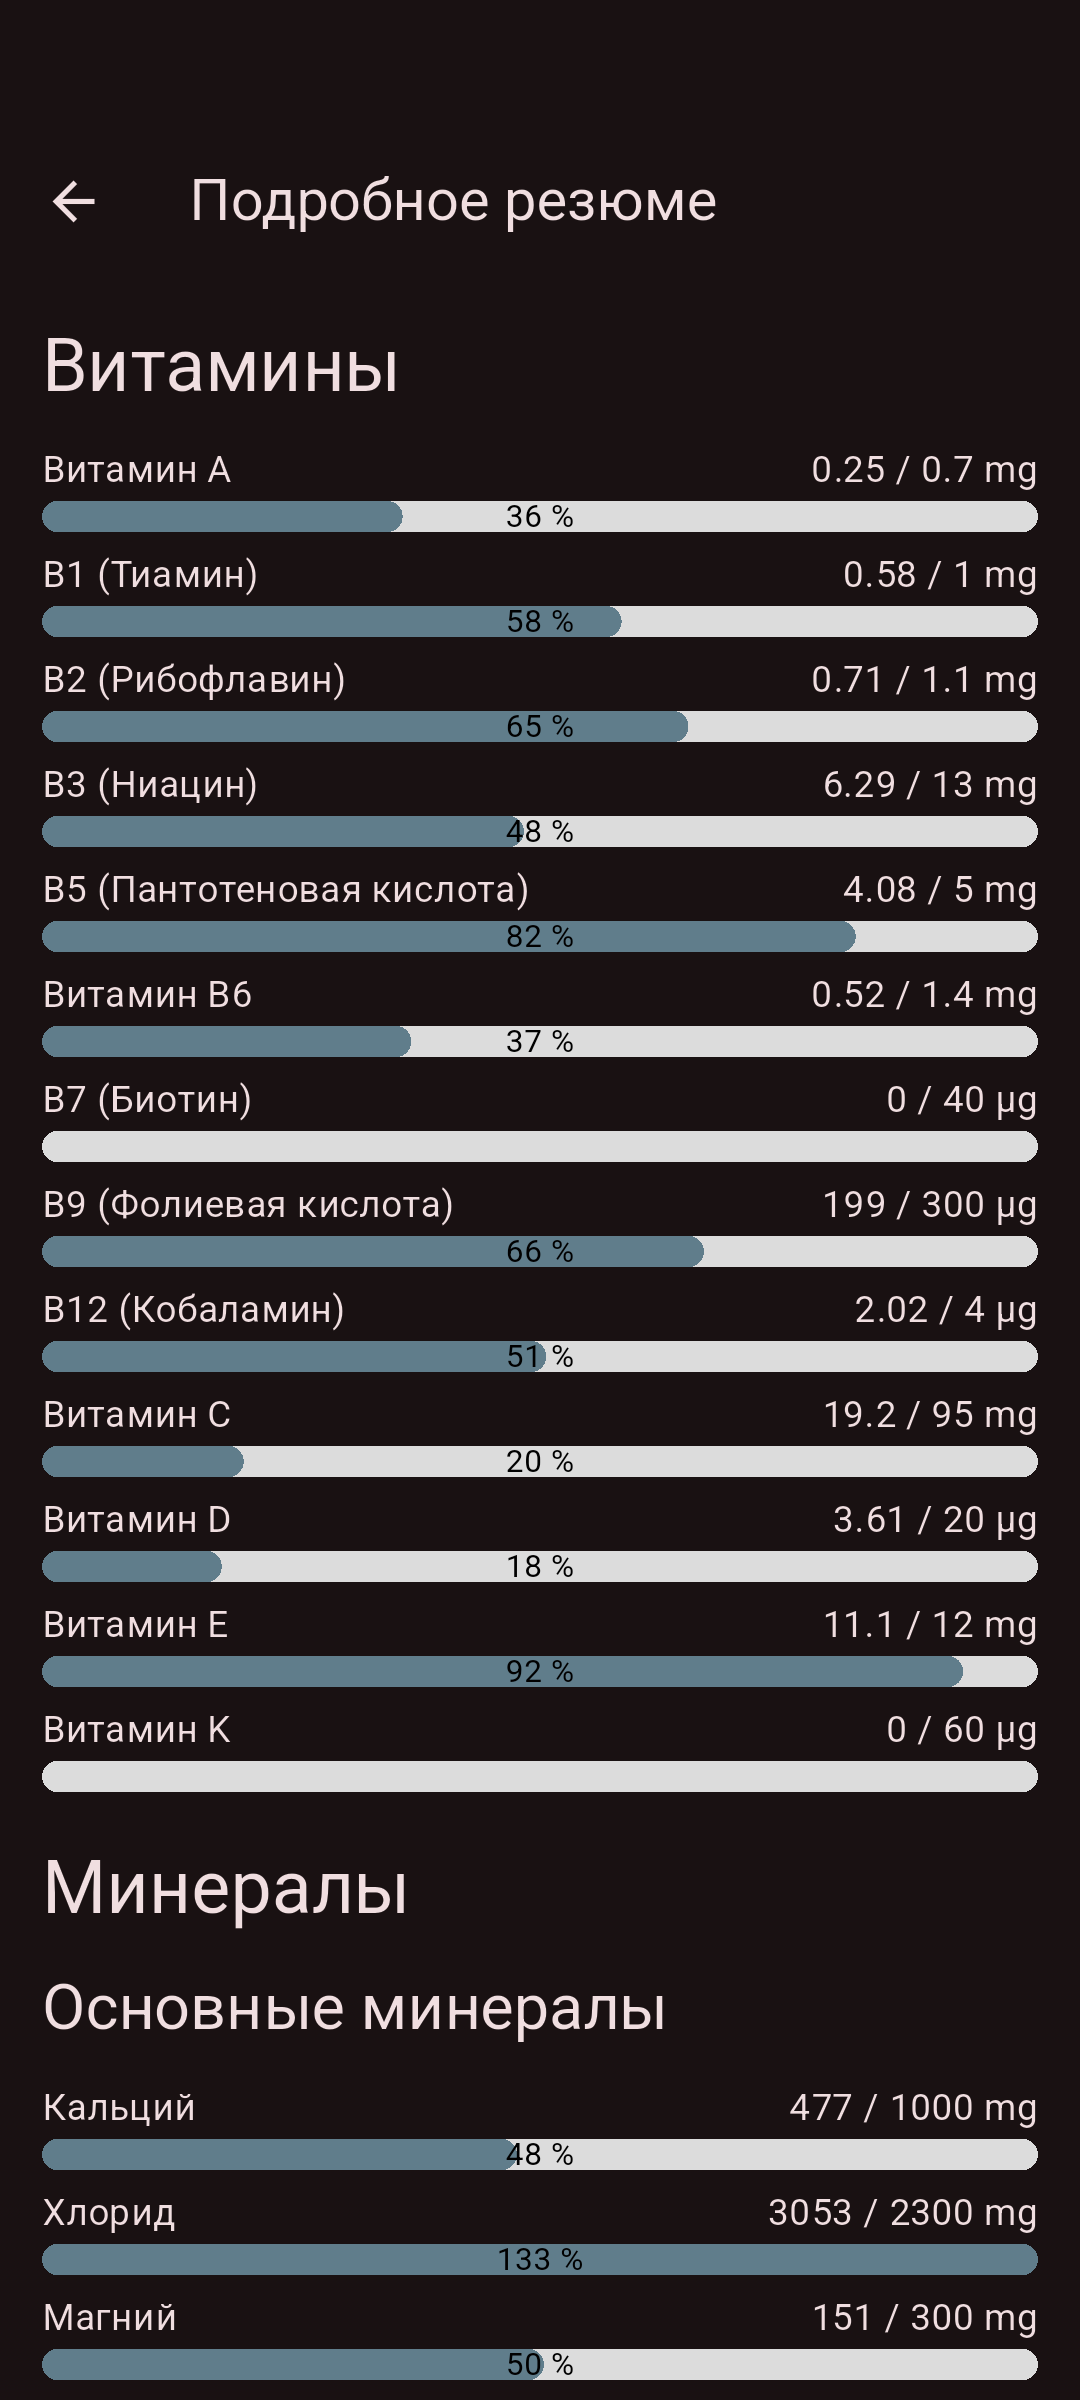 Подробное резюме
Витамины
Витамин A 0.25 / 0.7 mg
36 %
B1 (Тиамин) 0.58 / 1 mg
58 %
B2 (Рибофлавин) 0.71 / 1.1 mg
65 %
B3 (Ниацин) 6.29 / 13 mg
48 %
B5 (Пантотеновая кислота) 4.08 / 5 mg
82 %
Витамин B6 0.52 / 1.4 mg
37 %
B7 (Биотин) 0 / 40 µg
B9 (Фолиевая кислота) 199 / 300 µg
66 %
B12 (Кобаламин) 2.02 / 4 µg
51 %
Витамин C 19.2 / 95 mg
20 %
Витамин D 3.61 / 20 µg
18 %
Витамин E 11.1 / 12 mg
92 %
Витамин K 0 / 60 µg
Минералы
Основные минералы
Кальций 477 / 1000 mg
48 %
Хлорид 3053 / 2300 mg
133 %
Магний 151 / 300 mg
50 %